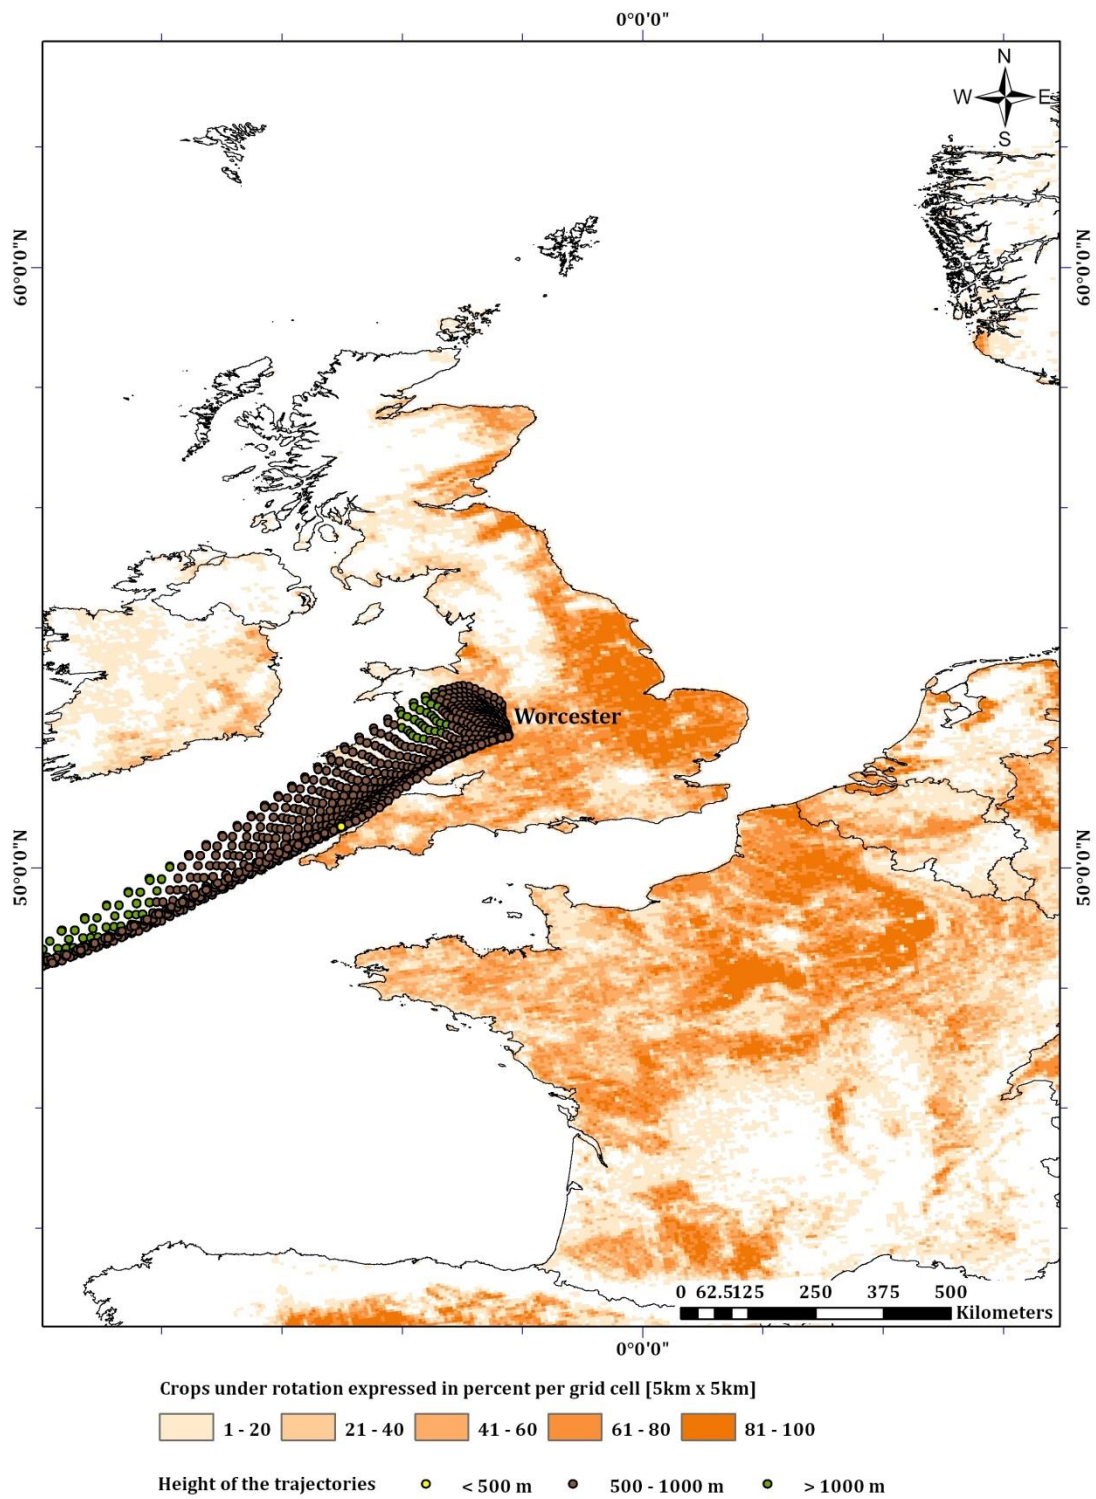 0°0'0"
N
W E
S
60°0'0"N
60°0'0"N
Worcester
50°0'0"N
50°0'0"N
0 62.5125 250 375 500
Kilometers
0°0'0"
Crops under rotation expressed in percent per grid cell [5km x 5km]
1 - 20 21 - 40 41 - 60 61 - 80 81 - 100
Height of the trajectories < 500 m 500 - 1000 m > 1000 m